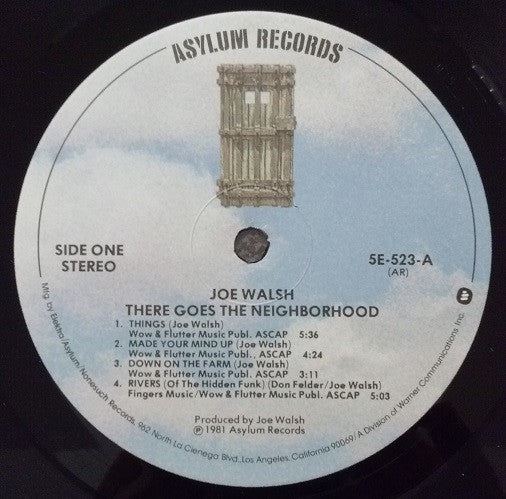 ASYLUM RECORDS
SIDE ONE
STEREO
5E-523-A
(AR)
JOE WALSH
THERE GOES THE NEIGHBORHOOD
1. THINGS (Joe Walsh)
Wow & Flutter Music Publ. ASCAP 5:36
2. MADE YOUR MIND UP (Joe Walsh)
Wow & Flutter Music Publ., ASCAP 4:24
3. DOWN ON THE FARM (Joe Walsh)
Wow & Flutter Music Publ. ASCAP 3:11
4. RIVERS (Of The Hidden Funk) (Don Felder/Joe Walsh)
Fingers Music/Wow & Flutter Music Publ. ASCAP 5:03
Produced by Joe Walsh
℗ 1981 Asylum Records
Mfg by Elektra/Asylum/Nonesuch Records, 962 North La Cienega Blvd., Los Angeles, California 90069. A Division of Warner Communications Inc.